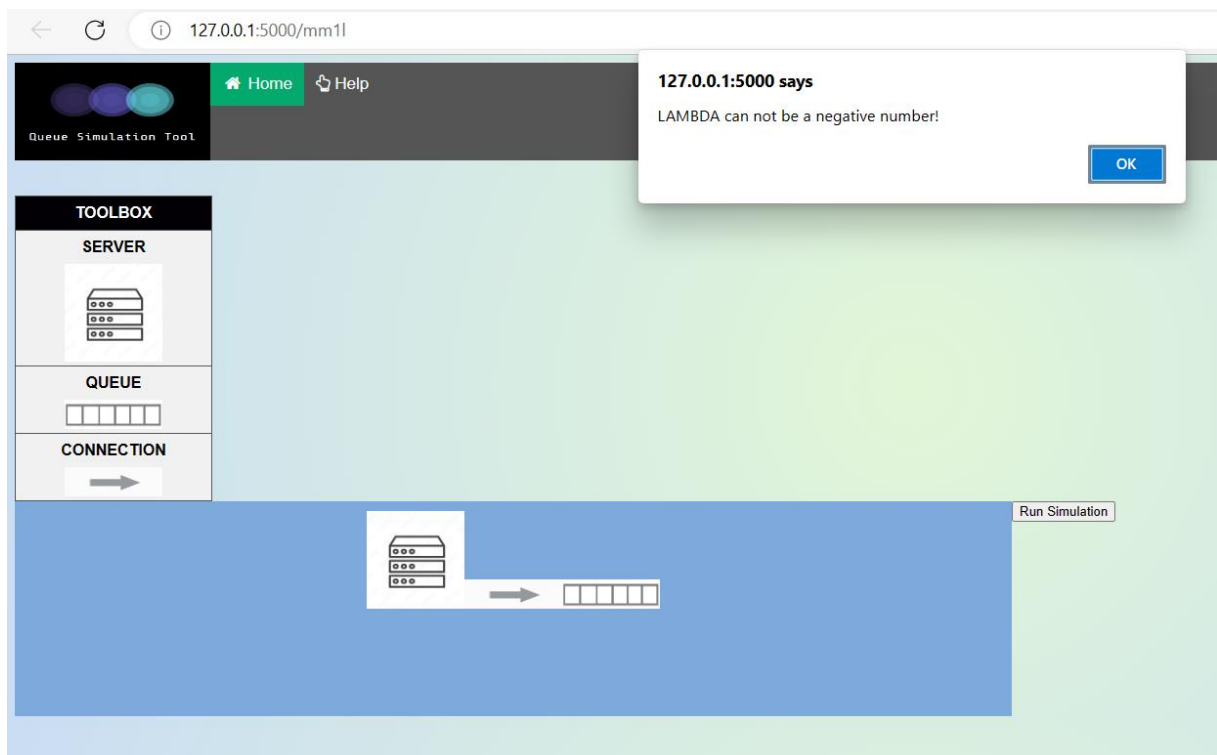 127.0.0.1:5000/mm1l
Home
Help
Queue Simulation Tool
127.0.0.1:5000 says
LAMBDA can not be a negative number!
OK
TOOLBOX
SERVER
QUEUE
CONNECTION
Run Simulation